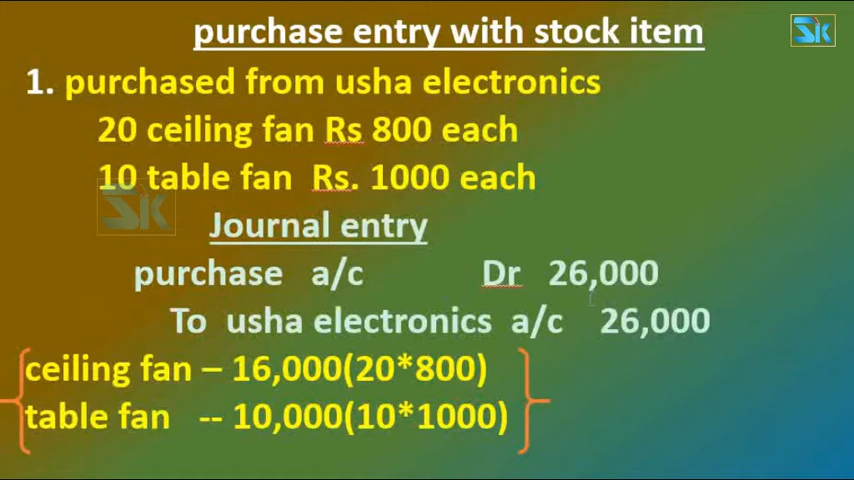 purchase entry with stock item
SK
1. purchased from usha electronics
20 ceiling fan Rs 800 each
10 table fan Rs. 1000 each
SK
Journal entry
purchase a/c Dr 26,000
To usha electronics a/c 26,000
ceiling fan – 16,000(20*800)
table fan -- 10,000(10*1000)